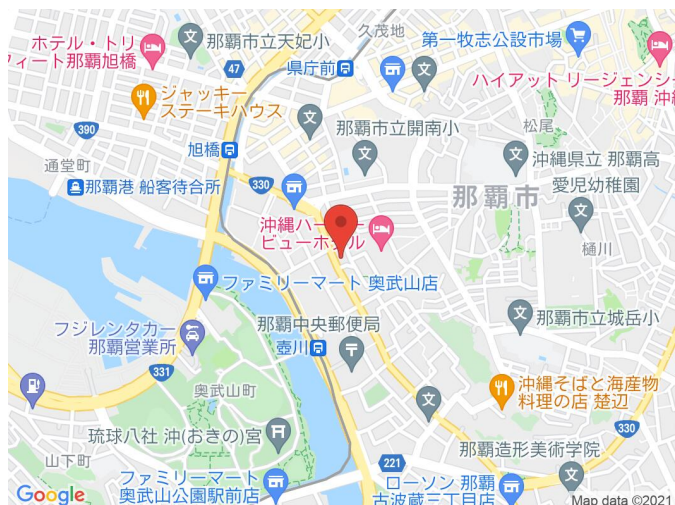 ホテル・トリ
フィート那覇旭橋
那覇市立天妃小
久茂地
県庁前
第一牧志公設市場
ハイアット リージェンシー
那覇 沖
47
ジャッキー
ステーキハウス
那覇市立開南小
松尾
沖縄県立 那覇高
390
旭橋
通堂町
那覇港 船客待合所
330
那覇市
愛児幼稚園
沖縄ハーバー
ビューホテル
樋川
ファミリーマート 奥武山店
フジレンタカー
那覇営業所
那覇中央郵便局
壺川
那覇市立城岳小
331
奥武山町
沖縄そばと海産物
料理の店 楚辺
330
琉球八社 沖(おきの)宮
那覇造形美術学院
山下町
221
ファミリーマート
奥武山公園駅前店
ローソン 那覇
古波蔵三丁目店
Google
Map data ©2021